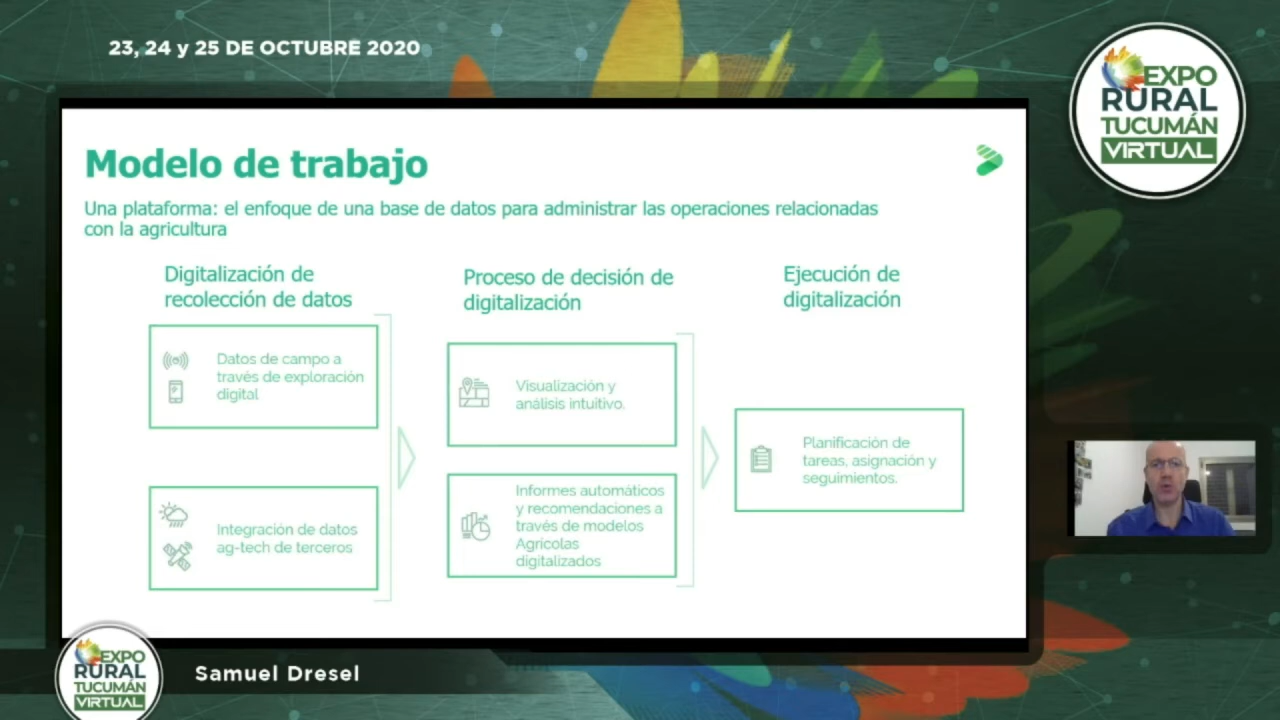 23, 24 y 25 DE OCTUBRE 2020
EXPO
RURAL
TUCUMÁN
VIRTUAL
Modelo de trabajo
Una plataforma: el enfoque de una base de datos para administrar las operaciones relacionadas
con la agricultura
Digitalización de
recolección de datos
Datos de campo a
través de exploración
digital
Integración de datos
ag-tech de terceros
Proceso de decisión de
digitalización
Visualización y
análisis intuitivo.
Informes automáticos
y recomendaciones a
través de modelos
Agrícolas
digitalizados
Ejecución de
digitalización
Planificación de
tareas, asignación y
seguimientos.
EXPO
RURAL
TUCUMÁN
VIRTUAL
Samuel Dresel